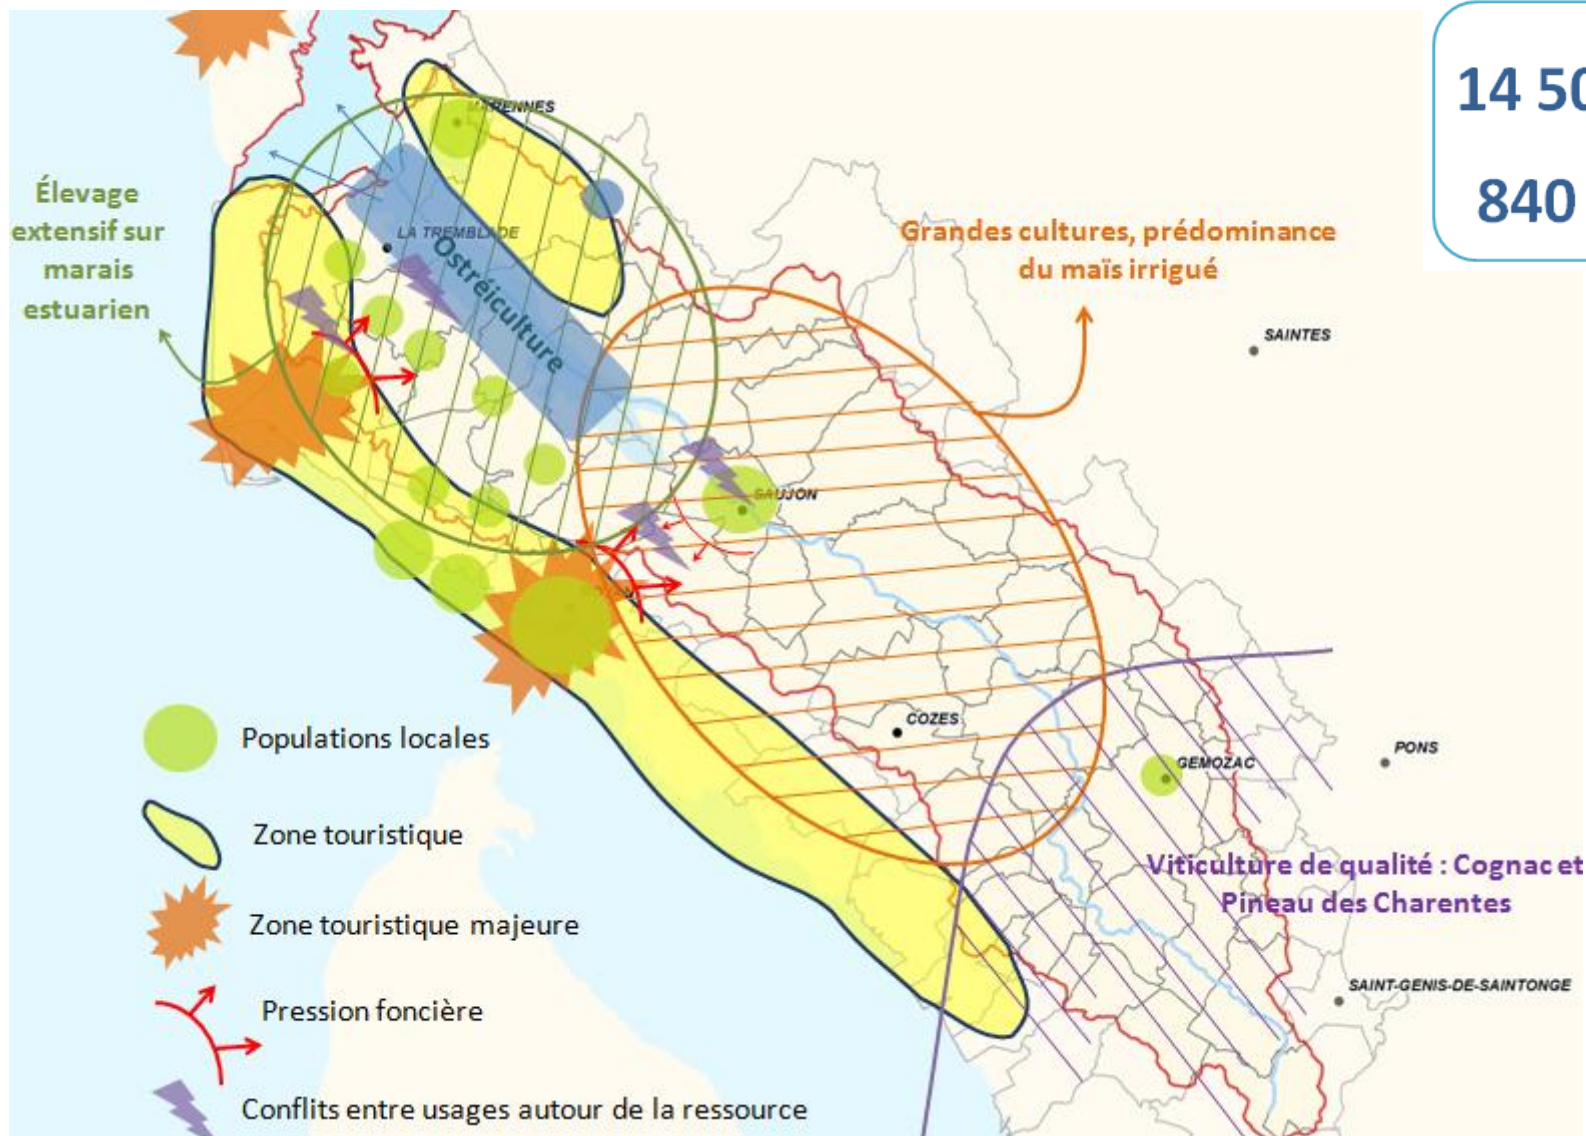 14 50
840
MARENNES
Élevage
extensif sur
marais
estuarien
LA TREMBLADE
Ostréiculture
Grandes cultures, prédominance
du maïs irrigué
SAINTES
SAUJON
COZES
GEMOZAC
PONS
Viticulture de qualité : Cognac et
Pineau des Charentes
SAINT-GENIS-DE-SAINTONGE
Populations locales
Zone touristique
Zone touristique majeure
Pression foncière
Conflits entre usages autour de la ressource